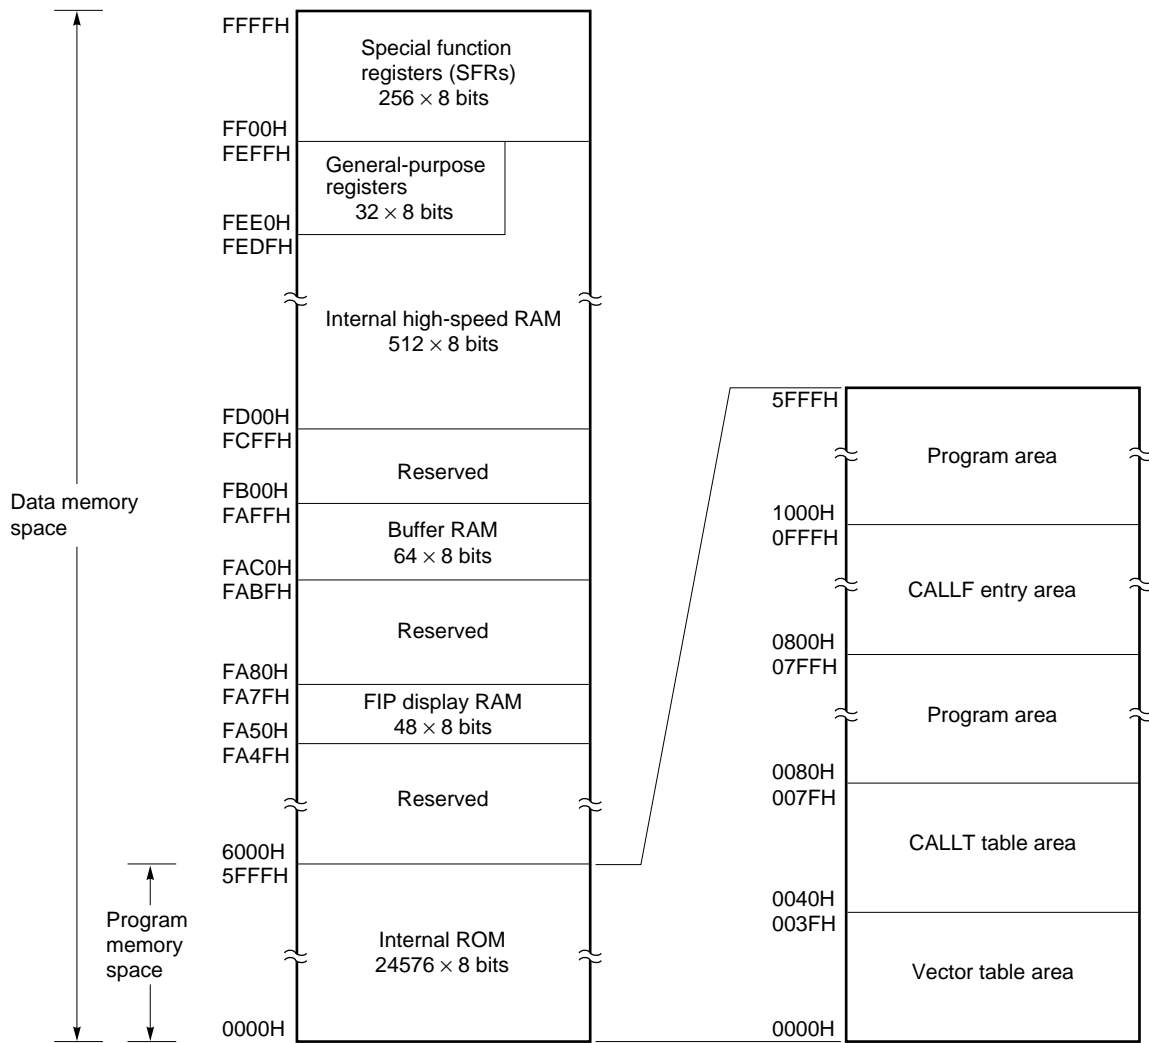 FFFFH
Special function
registers (SFRs)
256 × 8 bits
FF00H
FEFFH
General-purpose
registers
32 × 8 bits
FEE0H
FEDFH
Internal high-speed RAM
512 × 8 bits
FD00H
FCFFH
Reserved
FB00H
FAFFH
Buffer RAM
64 × 8 bits
FAC0H
FABFH
Reserved
FA80H
FA7FH
FIP display RAM
48 × 8 bits
FA50H
FA4FH
Reserved
6000H
5FFFH
Internal ROM
24576 × 8 bits
0000H
Data memory
space
Program
memory
space
5FFFH
Program area
1000H
0FFFH
CALLF entry area
0800H
07FFH
Program area
0080H
007FH
CALLT table area
0040H
003FH
Vector table area
0000H